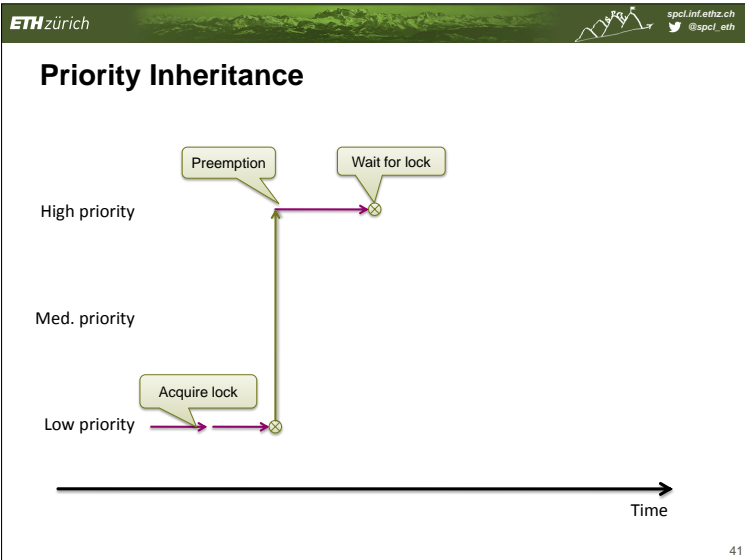 ETH zürich
spcl.inf.ethz.ch
@spcl_eth
Priority Inheritance
Preemption
Wait for lock
High priority
Med. priority
Acquire lock
Low priority
Time
41